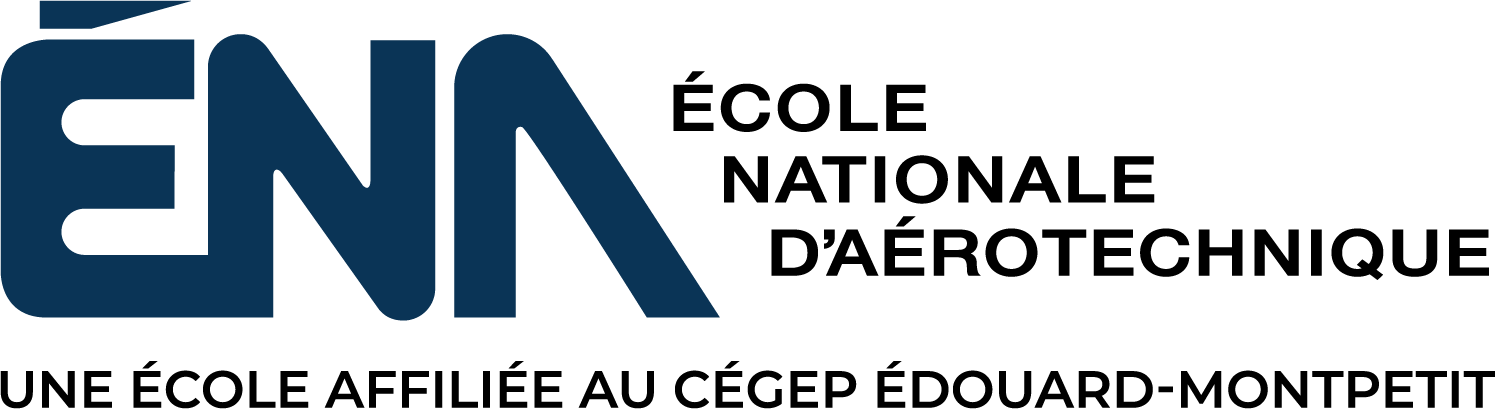 ÉNA
ÉCOLE
NATIONALE
D'AÉROTECHNIQUE
UNE ÉCOLE AFFILIÉE AU CÉGEP ÉDOUARD-MONTPETIT